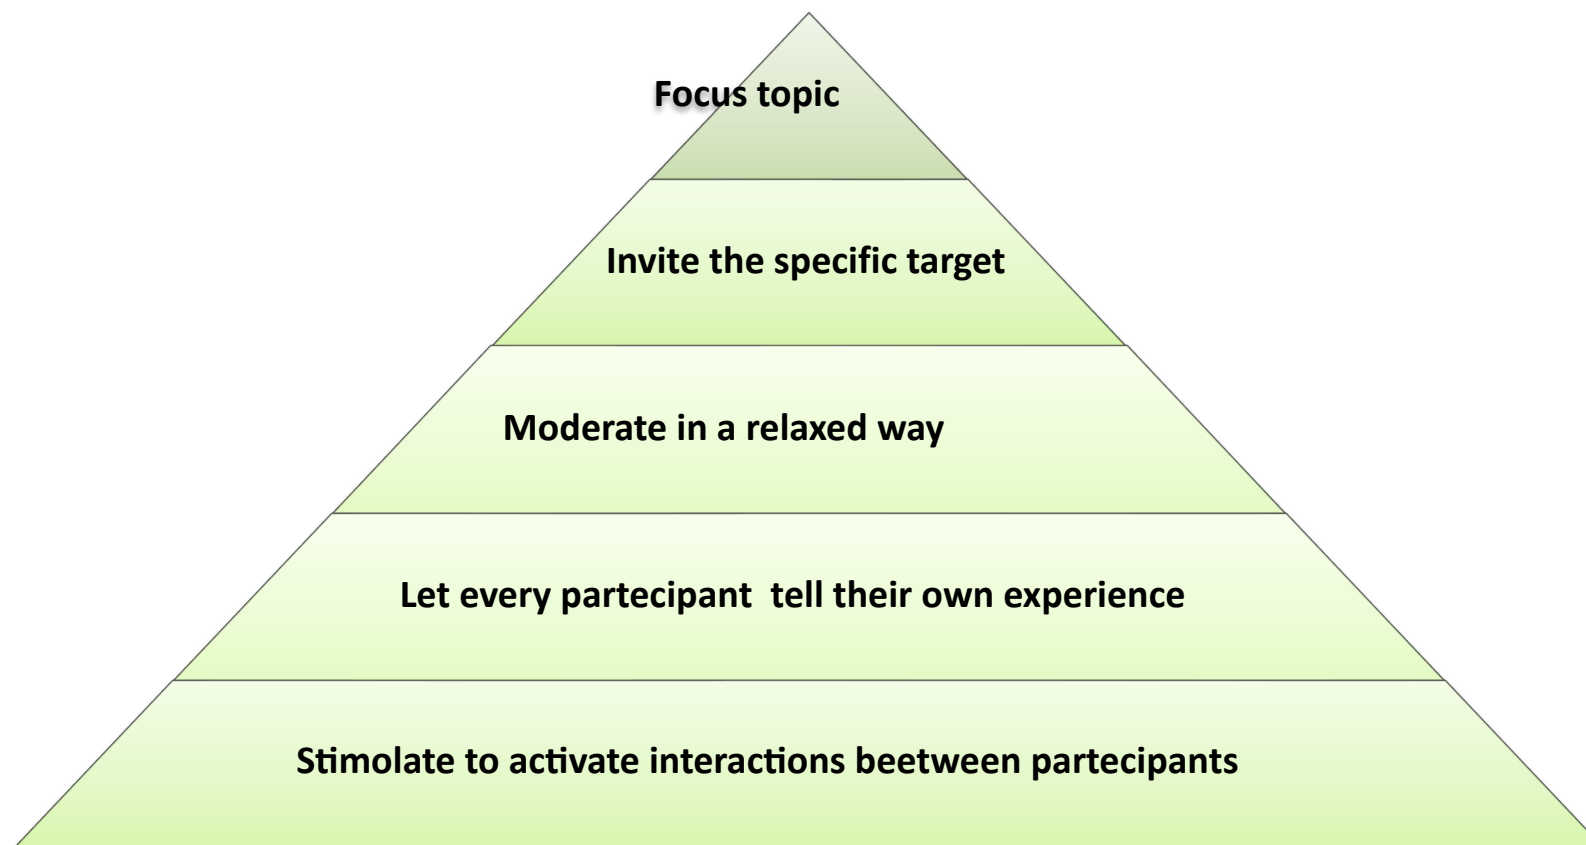 Focus topic
Invite the specific target
Moderate in a relaxed way
Let every partecipant  tell their own experience
Stimolate to activate interactions beetween partecipants